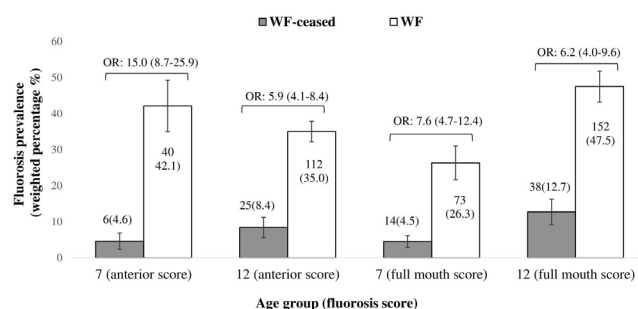 WF-ceased WF
Fluorosis prevalence
(weighted percentage %)
60
50
40
30
20
10
0
OR: 15.0 (8.7-25.9)
6(4.6)
40
42.1)
OR: 5.9 (4.1-8.4)
25(8.4)
112
(35.0)
OR: 7.6 (4.7-12.4)
14(4.5)
73
(26.3)
OR: 6.2 (4.0-9.6)
38(12.7)
152
(47.5)
7 (anterior score) 12 (anterior score) 7 (full mouth score) 12 (full mouth score)
Age group (fluorosis score)